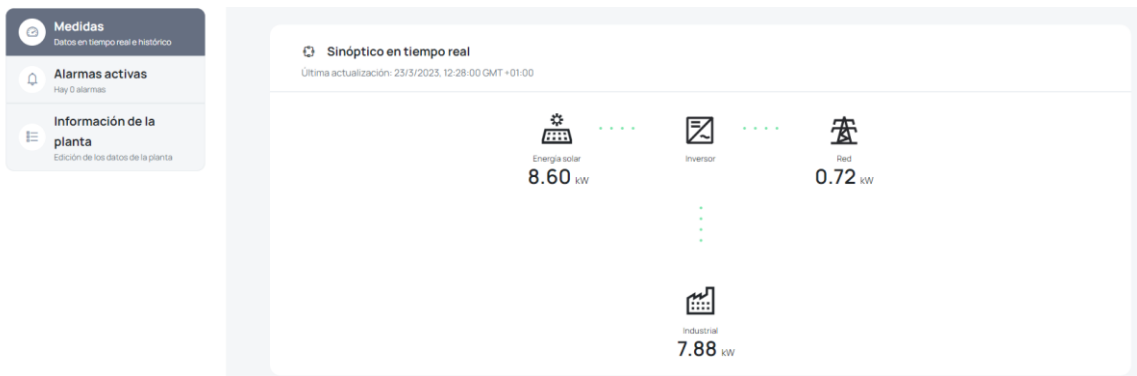 Medidas
Datos en tiempo real e histórico
Alarmas activas
Hay 0 alarmas
Información de la
planta
Edición de los datos de la planta
Sinóptico en tiempo real
Última actualización: 23/3/2023, 12:28:00 GMT +01:00
Energía solar
8.60 kW
Inversor
Red
0.72 kW
Industrial
7.88 kW